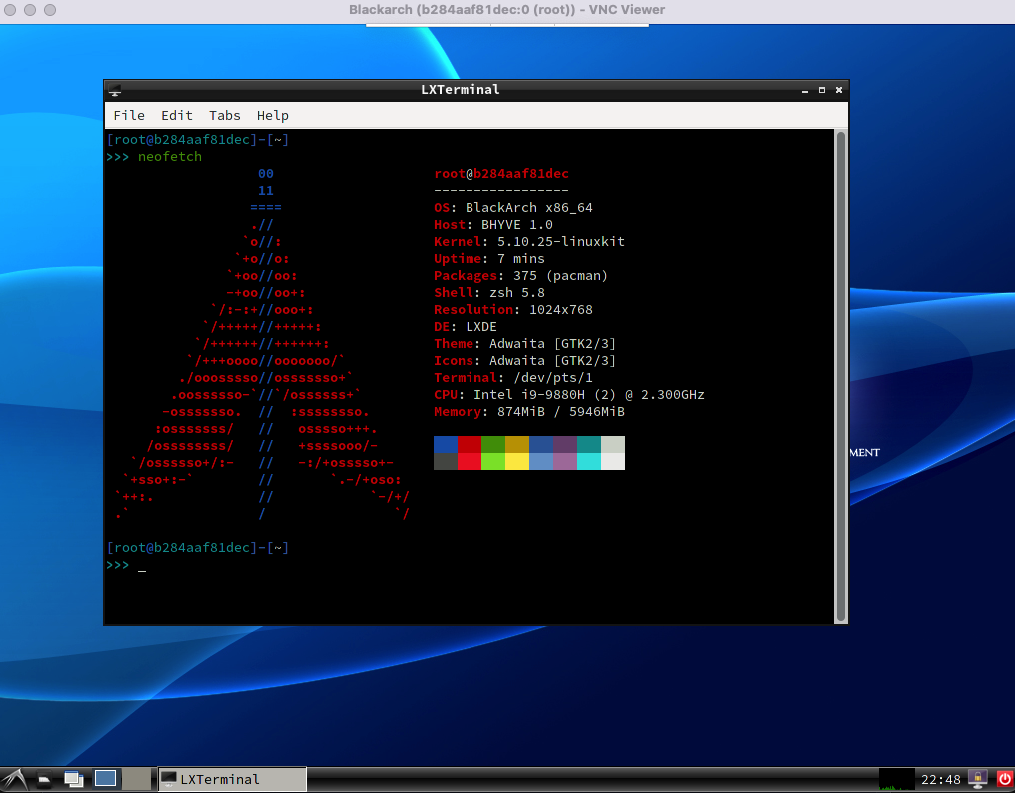 Blackarch (b284aaf81dec:0 (root)) - VNC Viewer
LXTerminal
File Edit Tabs Help
[root@b284aaf81dec]-[~]
>>> neofetch
00
11
====
.//
`o//:
`+o//o:
`+oo//oo:
-+oo//oo+:
`/:-:+//ooo+:
`/+++++//+++++:
`/++++++//++++++:
`/+++oooo//ooooooo/`
./ooosssso//osssssso+`
.oossssso-`//`/ossssss+`
-osssssso. // :ssssssso.
:osssssss/ // osssso+++.
/ossssssss/ // +ssssooo/-
`/ossssso+/:- // -:/+osssso+-
`+sso+:-` // `.-/+oso:
`++:. // `-/+/
.` / `/
root@b284aaf81dec
-----------------
OS: BlackArch x86_64
Host: BHYVE 1.0
Kernel: 5.10.25-linuxkit
Uptime: 7 mins
Packages: 375 (pacman)
Shell: zsh 5.8
Resolution: 1024x768
DE: LXDE
Theme: Adwaita [GTK2/3]
Icons: Adwaita [GTK2/3]
Terminal: /dev/pts/1
CPU: Intel i9-9880H (2) @ 2.300GHz
Memory: 874MiB / 5946MiB
[root@b284aaf81dec]-[~]
>>> _
MENT
LXTerminal
22:48